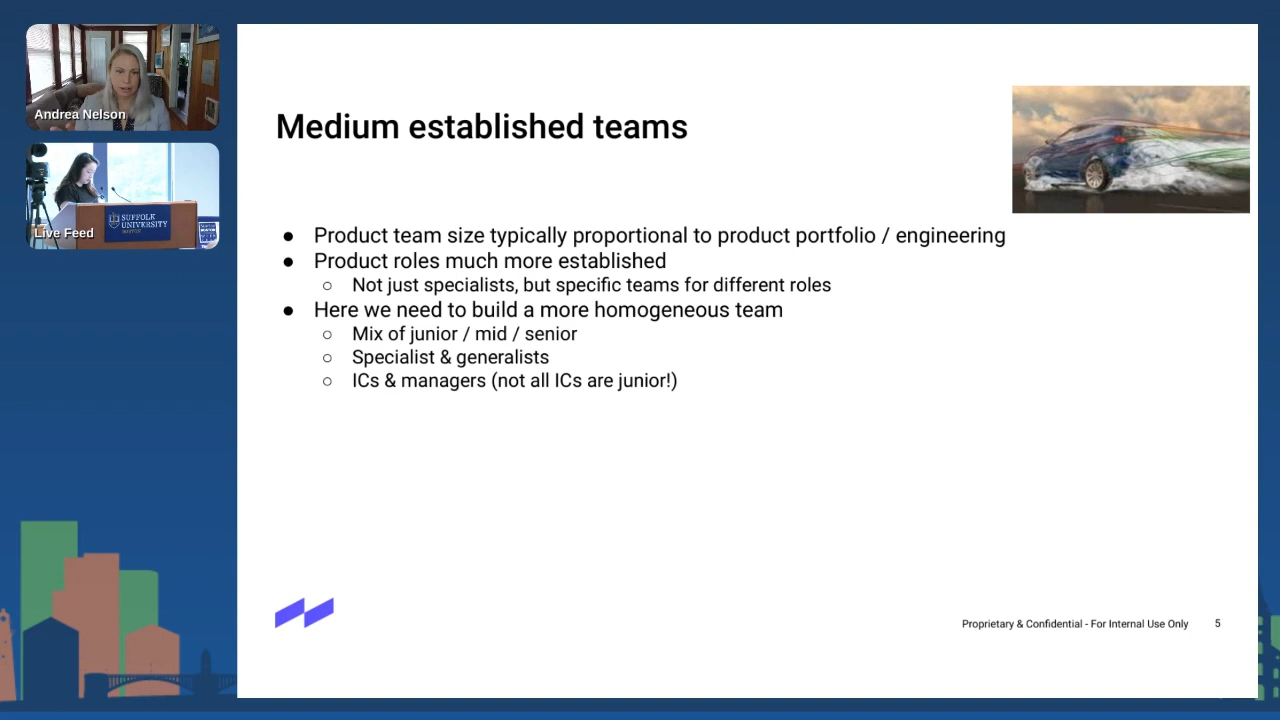 Andrea Nelson
SUFFOLK
UNIVERSITY
BOSTON
Live Feed
Medium established teams
● Product team size typically proportional to product portfolio / engineering
● Product roles much more established
○ Not just specialists, but specific teams for different roles
● Here we need to build a more homogeneous team
○ Mix of junior / mid / senior
○ Specialist & generalists
○ ICs & managers (not all ICs are junior!)
Proprietary & Confidential - For Internal Use Only 5